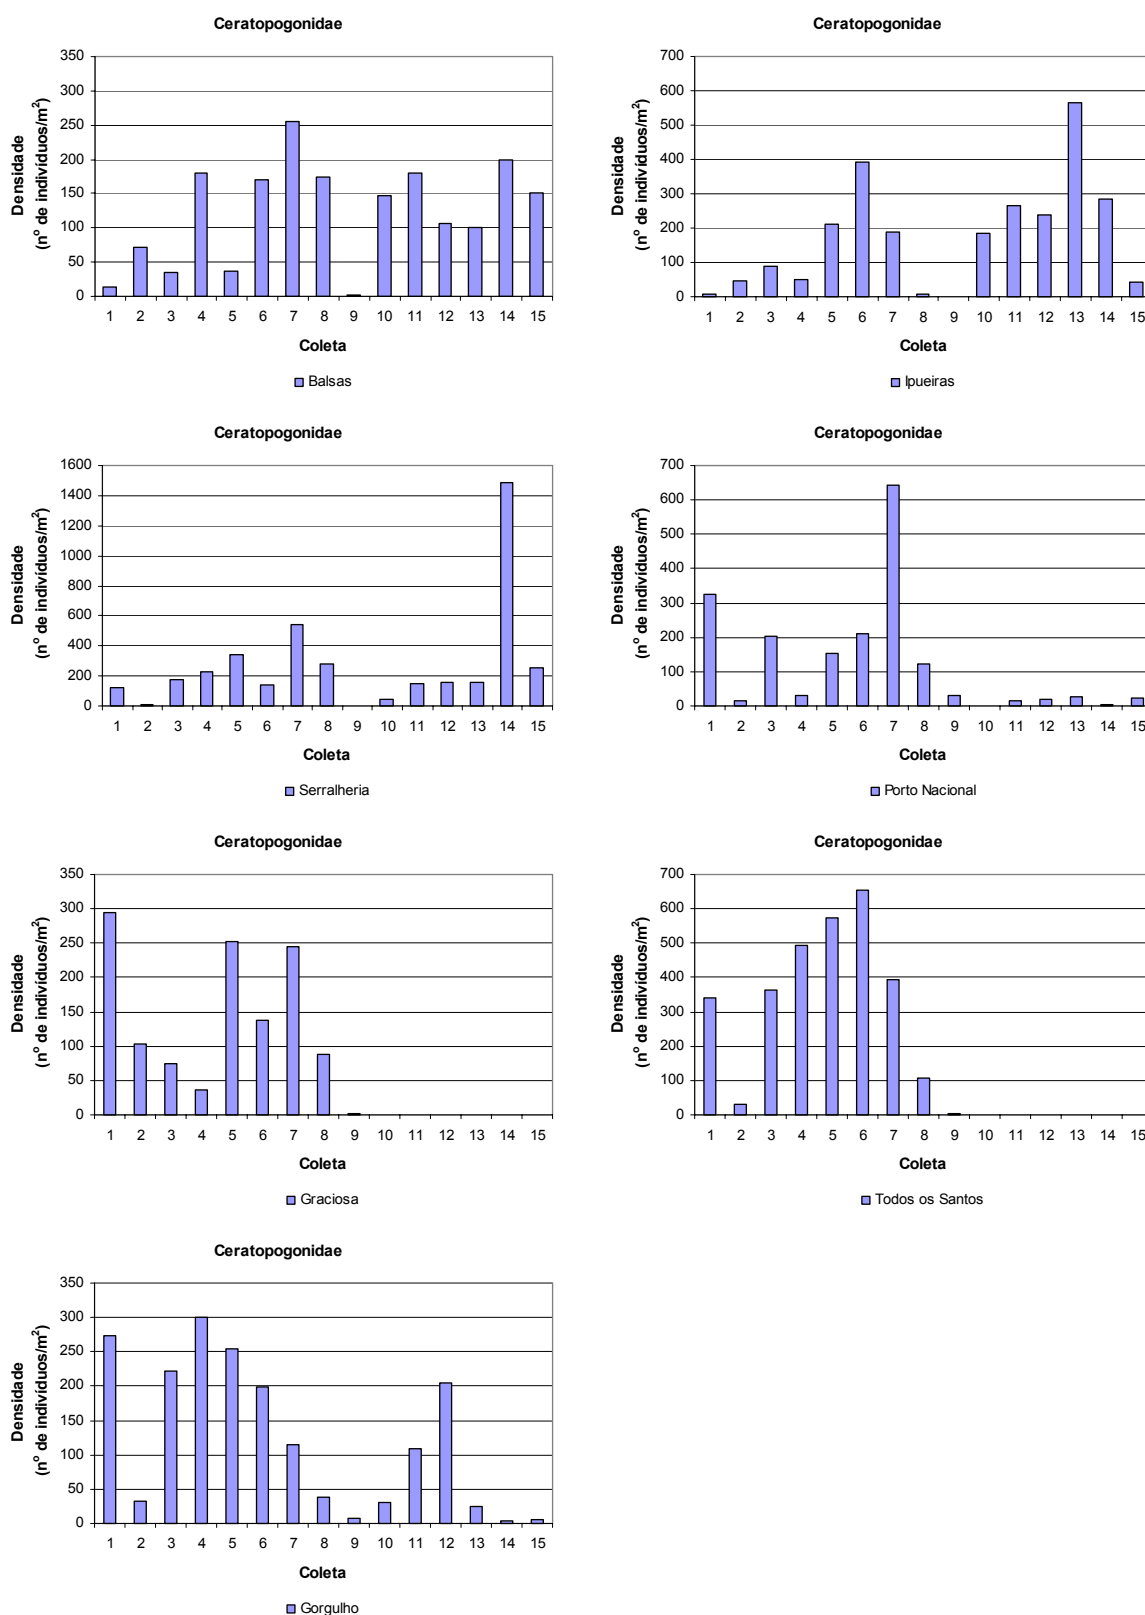 Ceratopogonidae
350
300
250
200
150
100
50
0
Densidade
(nº de indivíduos/m²)
1 2 3 4 5 6 7 8 9 10 11 12 13 14 15
Coleta
Balsas
Ceratopogonidae
700
600
500
400
300
200
100
0
Densidade
(nº de indivíduos/m²)
1 2 3 4 5 6 7 8 9 10 11 12 13 14 15
Coleta
Ipueiras
Ceratopogonidae
1600
1400
1200
1000
800
600
400
200
0
Densidade
(nº de indivíduos/m²)
1 2 3 4 5 6 7 8 9 10 11 12 13 14 15
Coleta
Serralheria
Ceratopogonidae
700
600
500
400
300
200
100
0
Densidade
(nº de indivíduos/m²)
1 2 3 4 5 6 7 8 9 10 11 12 13 14 15
Coleta
Porto Nacional
Ceratopogonidae
350
300
250
200
150
100
50
0
Densidade
(nº de indivíduos/m²)
1 2 3 4 5 6 7 8 9 10 11 12 13 14 15
Coleta
Graciosa
Ceratopogonidae
700
600
500
400
300
200
100
0
Densidade
(nº de indivíduos/m²)
1 2 3 4 5 6 7 8 9 10 11 12 13 14 15
Coleta
Todos os Santos
Ceratopogonidae
350
300
250
200
150
100
50
0
Densidade
(nº de indivíduos/m²)
1 2 3 4 5 6 7 8 9 10 11 12 13 14 15
Coleta
Gorgulho